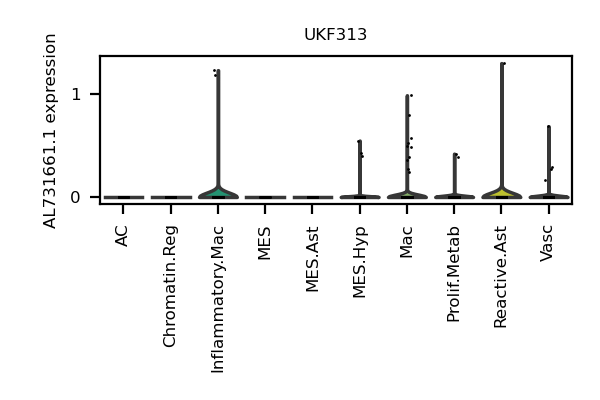 UKF313
AL731661.1 expression
1
0
AC
Chromatin.Reg
Inflammatory.Mac
MES
MES.Ast
MES.Hyp
Mac
Prolif.Metab
Reactive.Ast
Vasc